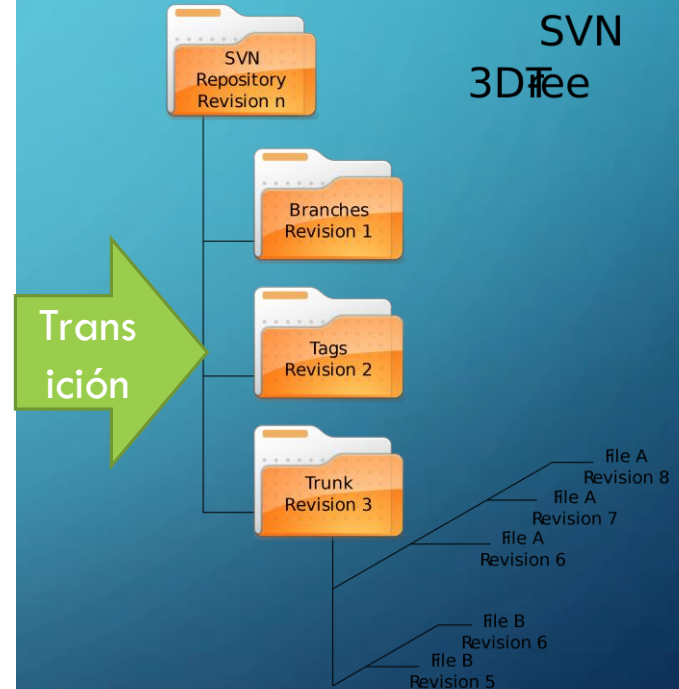 SVN
3DTree
SVN
Repository
Revision n
Branches
Revision 1
Trans
ición
Tags
Revision 2
Trunk
Revision 3
File A
Revision 8
File A
Revision 7
File A
Revision 6
File B
Revision 6
File B
Revision 5